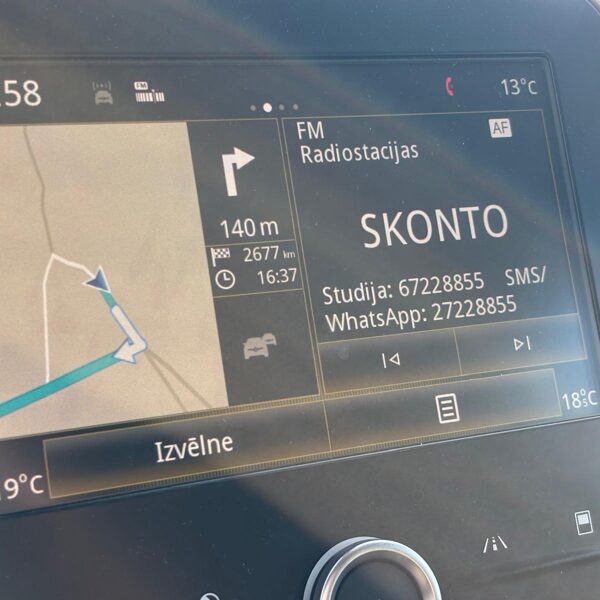 :58
FM
13°C
FM
AF
Radiostacijas
140 m
SKONTO
2677 km
16:37
Studija: 67228855 SMS/
WhatsApp: 27228855
Izvēlne
18°5C
9°C